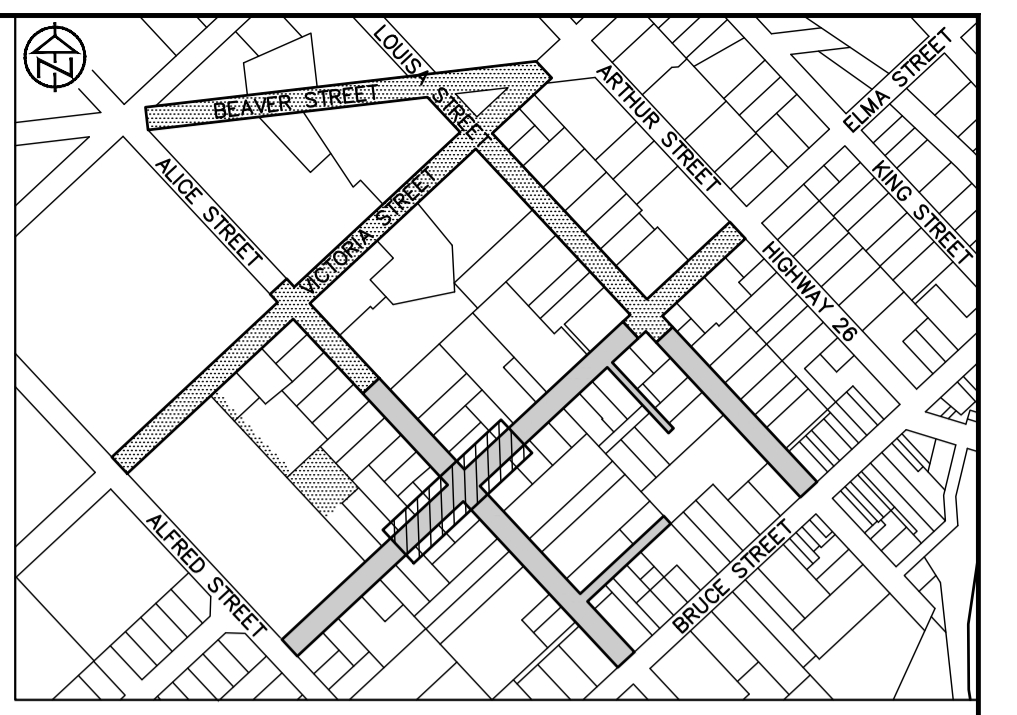 N
LOUISA STREET
BEAVER STREET
ARTHUR STREET
ELMA STREET
ALICE STREET
VICTORIA STREET
KING STREET
HIGHWAY 26
ALFRED STREET
BRUCE STREET